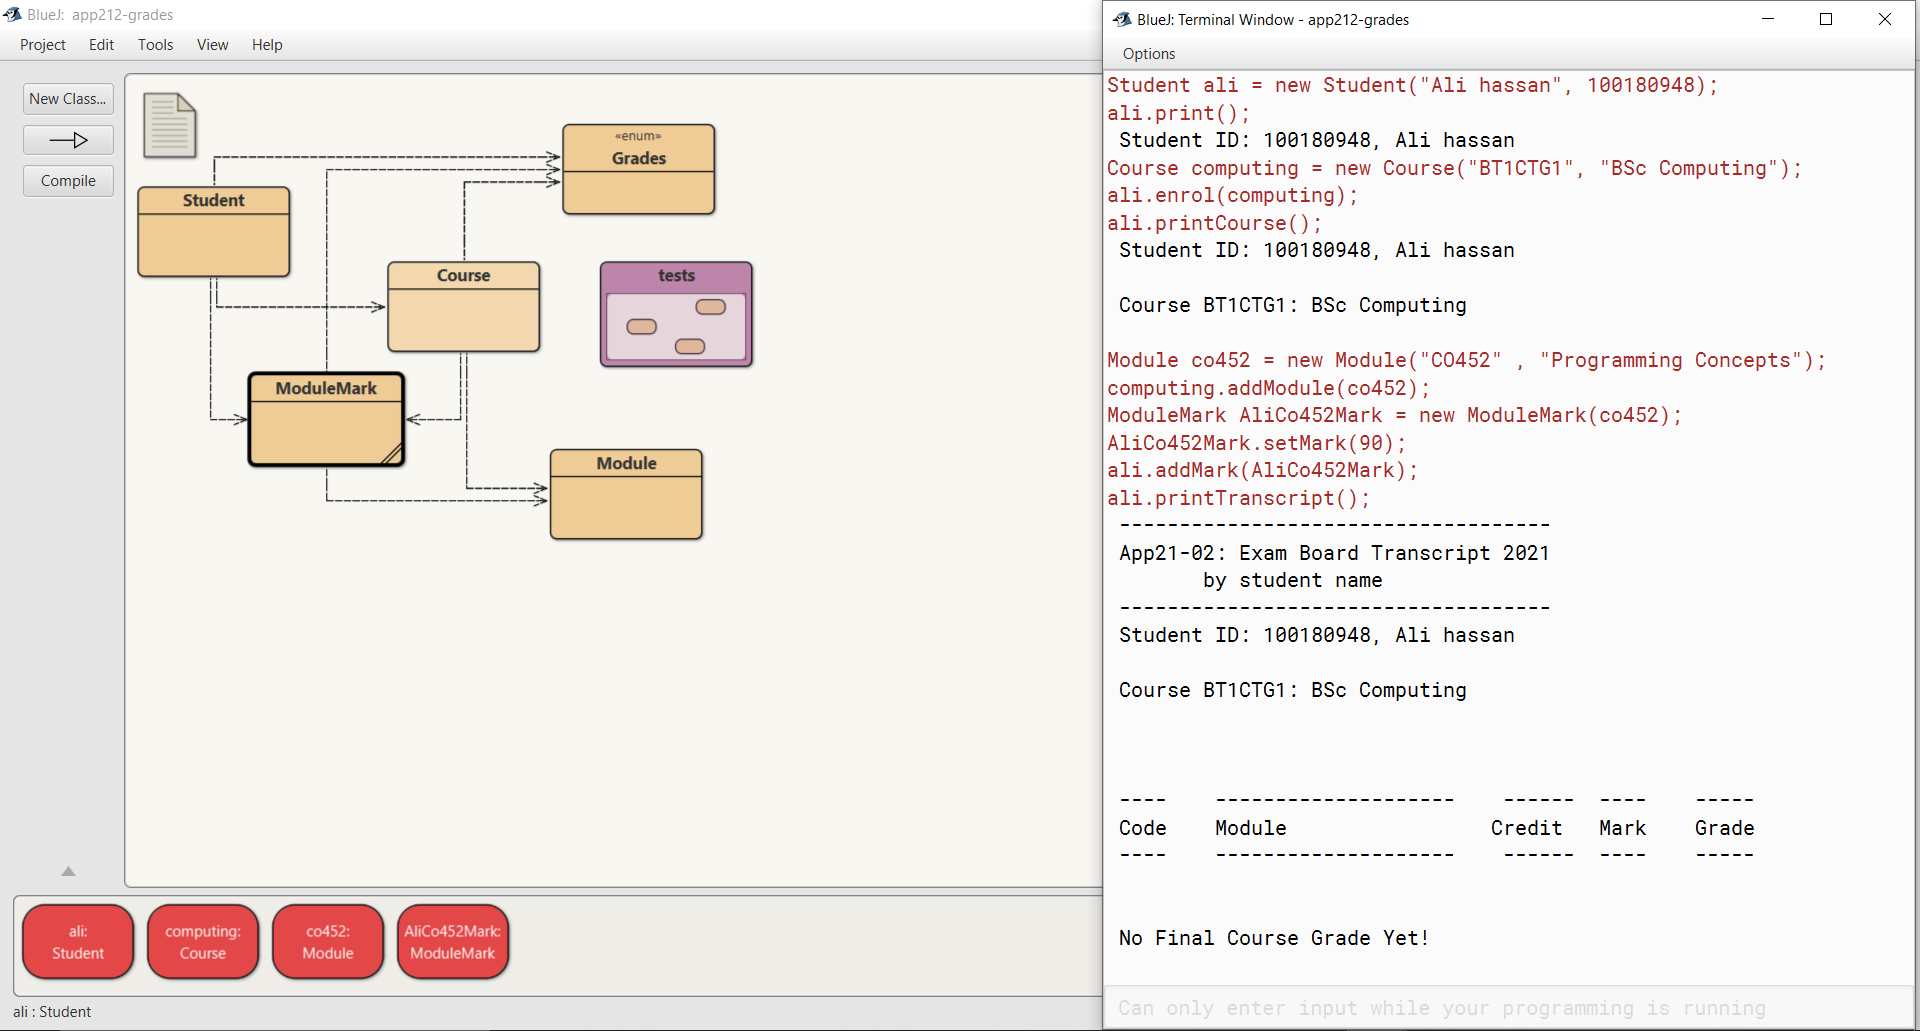 BlueJ: app212-grades
Project Edit Tools View Help
New Class...
Compile
«enum»
Grades
Student
Course
tests
ModuleMark
Module
ali:
Student
computing:
Course
co452:
Module
AliCo452Mark:
ModuleMark
ali : Student
BlueJ: Terminal Window - app212-grades
Options
Student ali = new Student("Ali hassan", 100180948);
ali.print();
Student ID: 100180948, Ali hassan
Course computing = new Course("BT1CTG1", "BSc Computing");
ali.enrol(computing);
ali.printCourse();
Student ID: 100180948, Ali hassan
Course BT1CTG1: BSc Computing
Module co452 = new Module("CO452" , "Programming Concepts");
computing.addModule(co452);
ModuleMark AliCo452Mark = new ModuleMark(co452);
AliCo452Mark.setMark(90);
ali.addMark(AliCo452Mark);
ali.printTranscript();
------------------------------------
App21-02: Exam Board Transcript 2021
by student name
------------------------------------
Student ID: 100180948, Ali hassan
Course BT1CTG1: BSc Computing
---- -------------------- ------ ---- -----
Code Module Credit Mark Grade
---- -------------------- ------ ---- -----
No Final Course Grade Yet!
Can only enter input while your programming is running